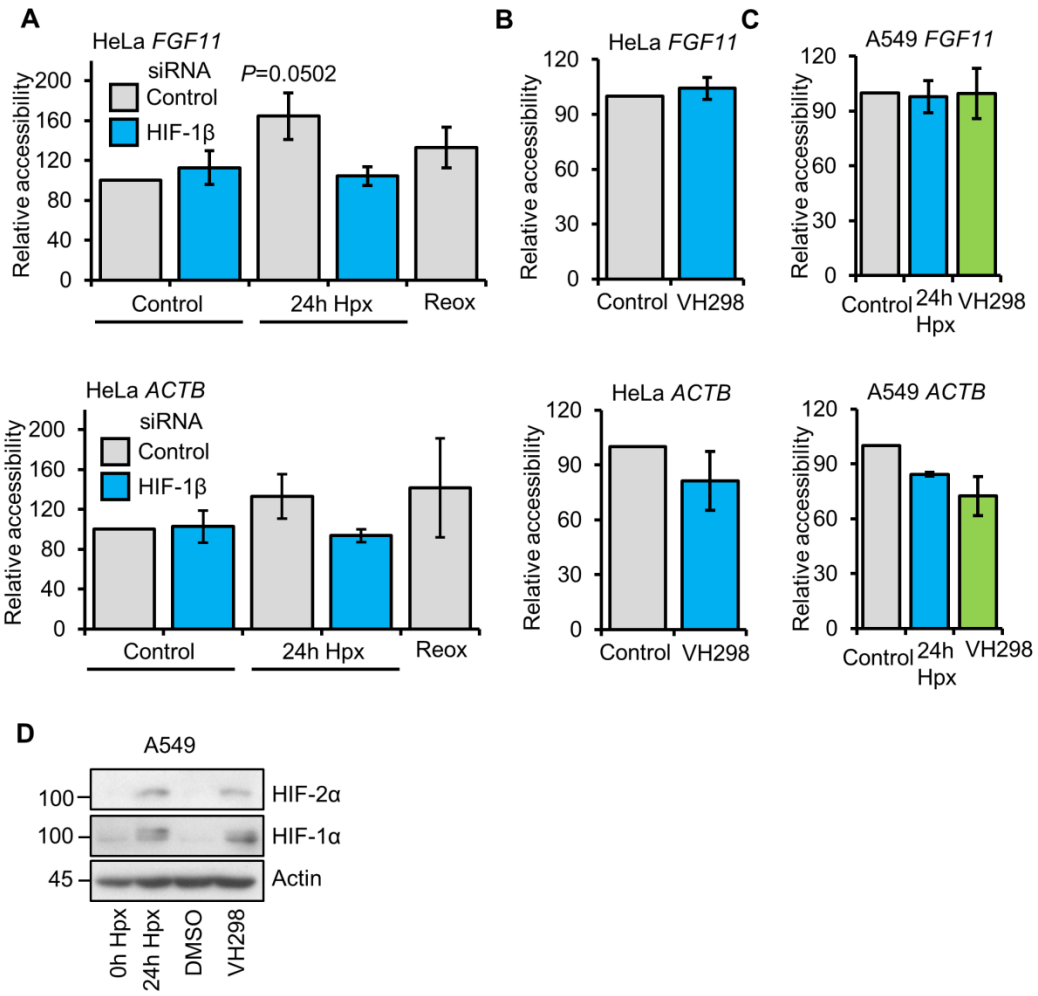 A
HeLa FGF11
siRNA
Control
HIF-1β
P=0.0502
Relative accessibility
200
160
120
80
40
0
Control
24h Hpx
Reox
B
HeLa FGF11
Relative accessibility
120
90
60
30
0
Control
VH298
C
A549 FGF11
Relative accessibility
120
90
60
30
0
Control
24h
Hpx
VH298
HeLa ACTB
siRNA
Control
HIF-1β
Relative accessibility
200
160
120
80
40
0
Control
24h Hpx
Reox
HeLa ACTB
Relative accessibility
120
90
60
30
0
Control
VH298
A549 ACTB
Relative accessibility
120
90
60
30
0
Control
24h
Hpx
VH298
D
A549
100
HIF-2α
100
HIF-1α
45
Actin
0h Hpx
24h Hpx
DMSO
VH298